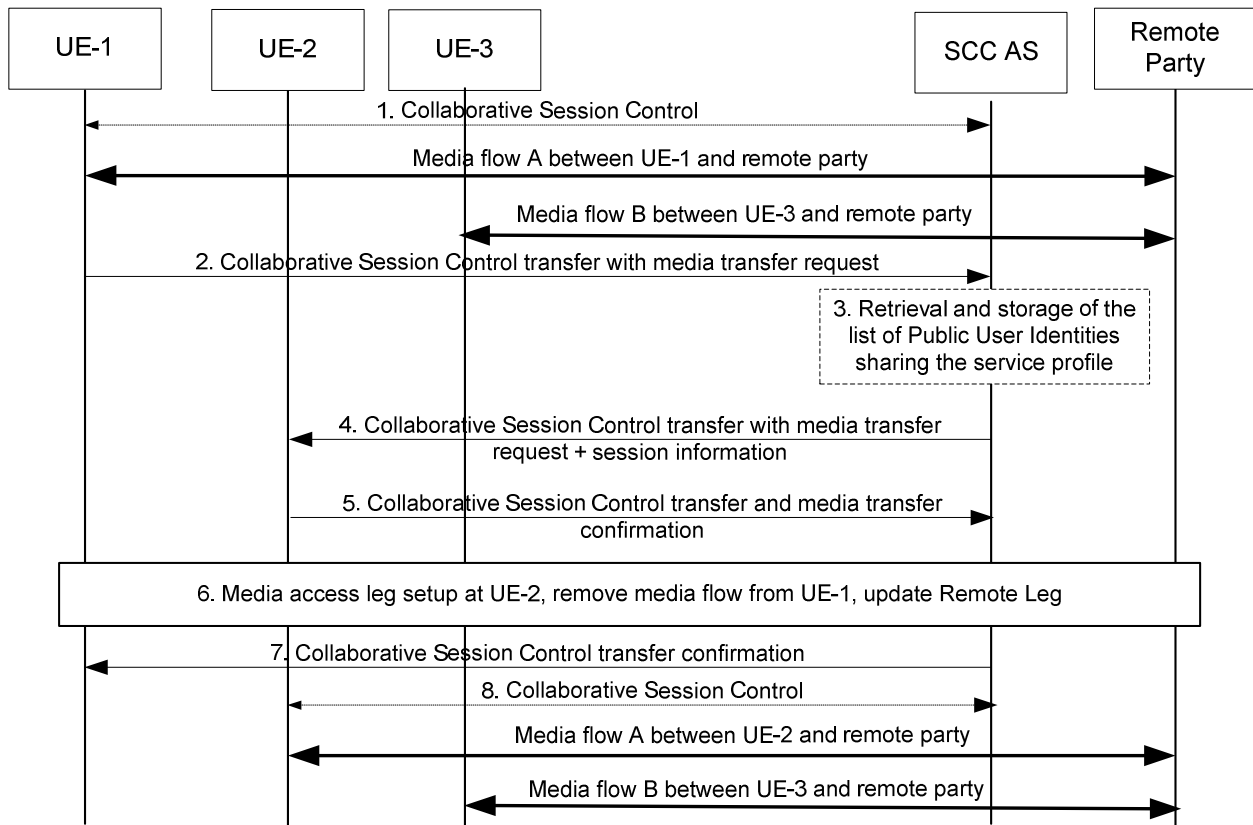 UE-1
UE-2
UE-3
SCC AS
Remote
Party
1. Collaborative Session Control
Media flow A between UE-1 and remote party
Media flow B between UE-3 and remote party
2. Collaborative Session Control transfer with media transfer request
3. Retrieval and storage of the
list of Public User Identities
sharing the service profile
4. Collaborative Session Control transfer with media transfer
request + session information
5. Collaborative Session Control transfer and media transfer
confirmation
6. Media access leg setup at UE-2, remove media flow from UE-1, update Remote Leg
7. Collaborative Session Control transfer confirmation
8. Collaborative Session Control
Media flow A between UE-2 and remote party
Media flow B between UE-3 and remote party